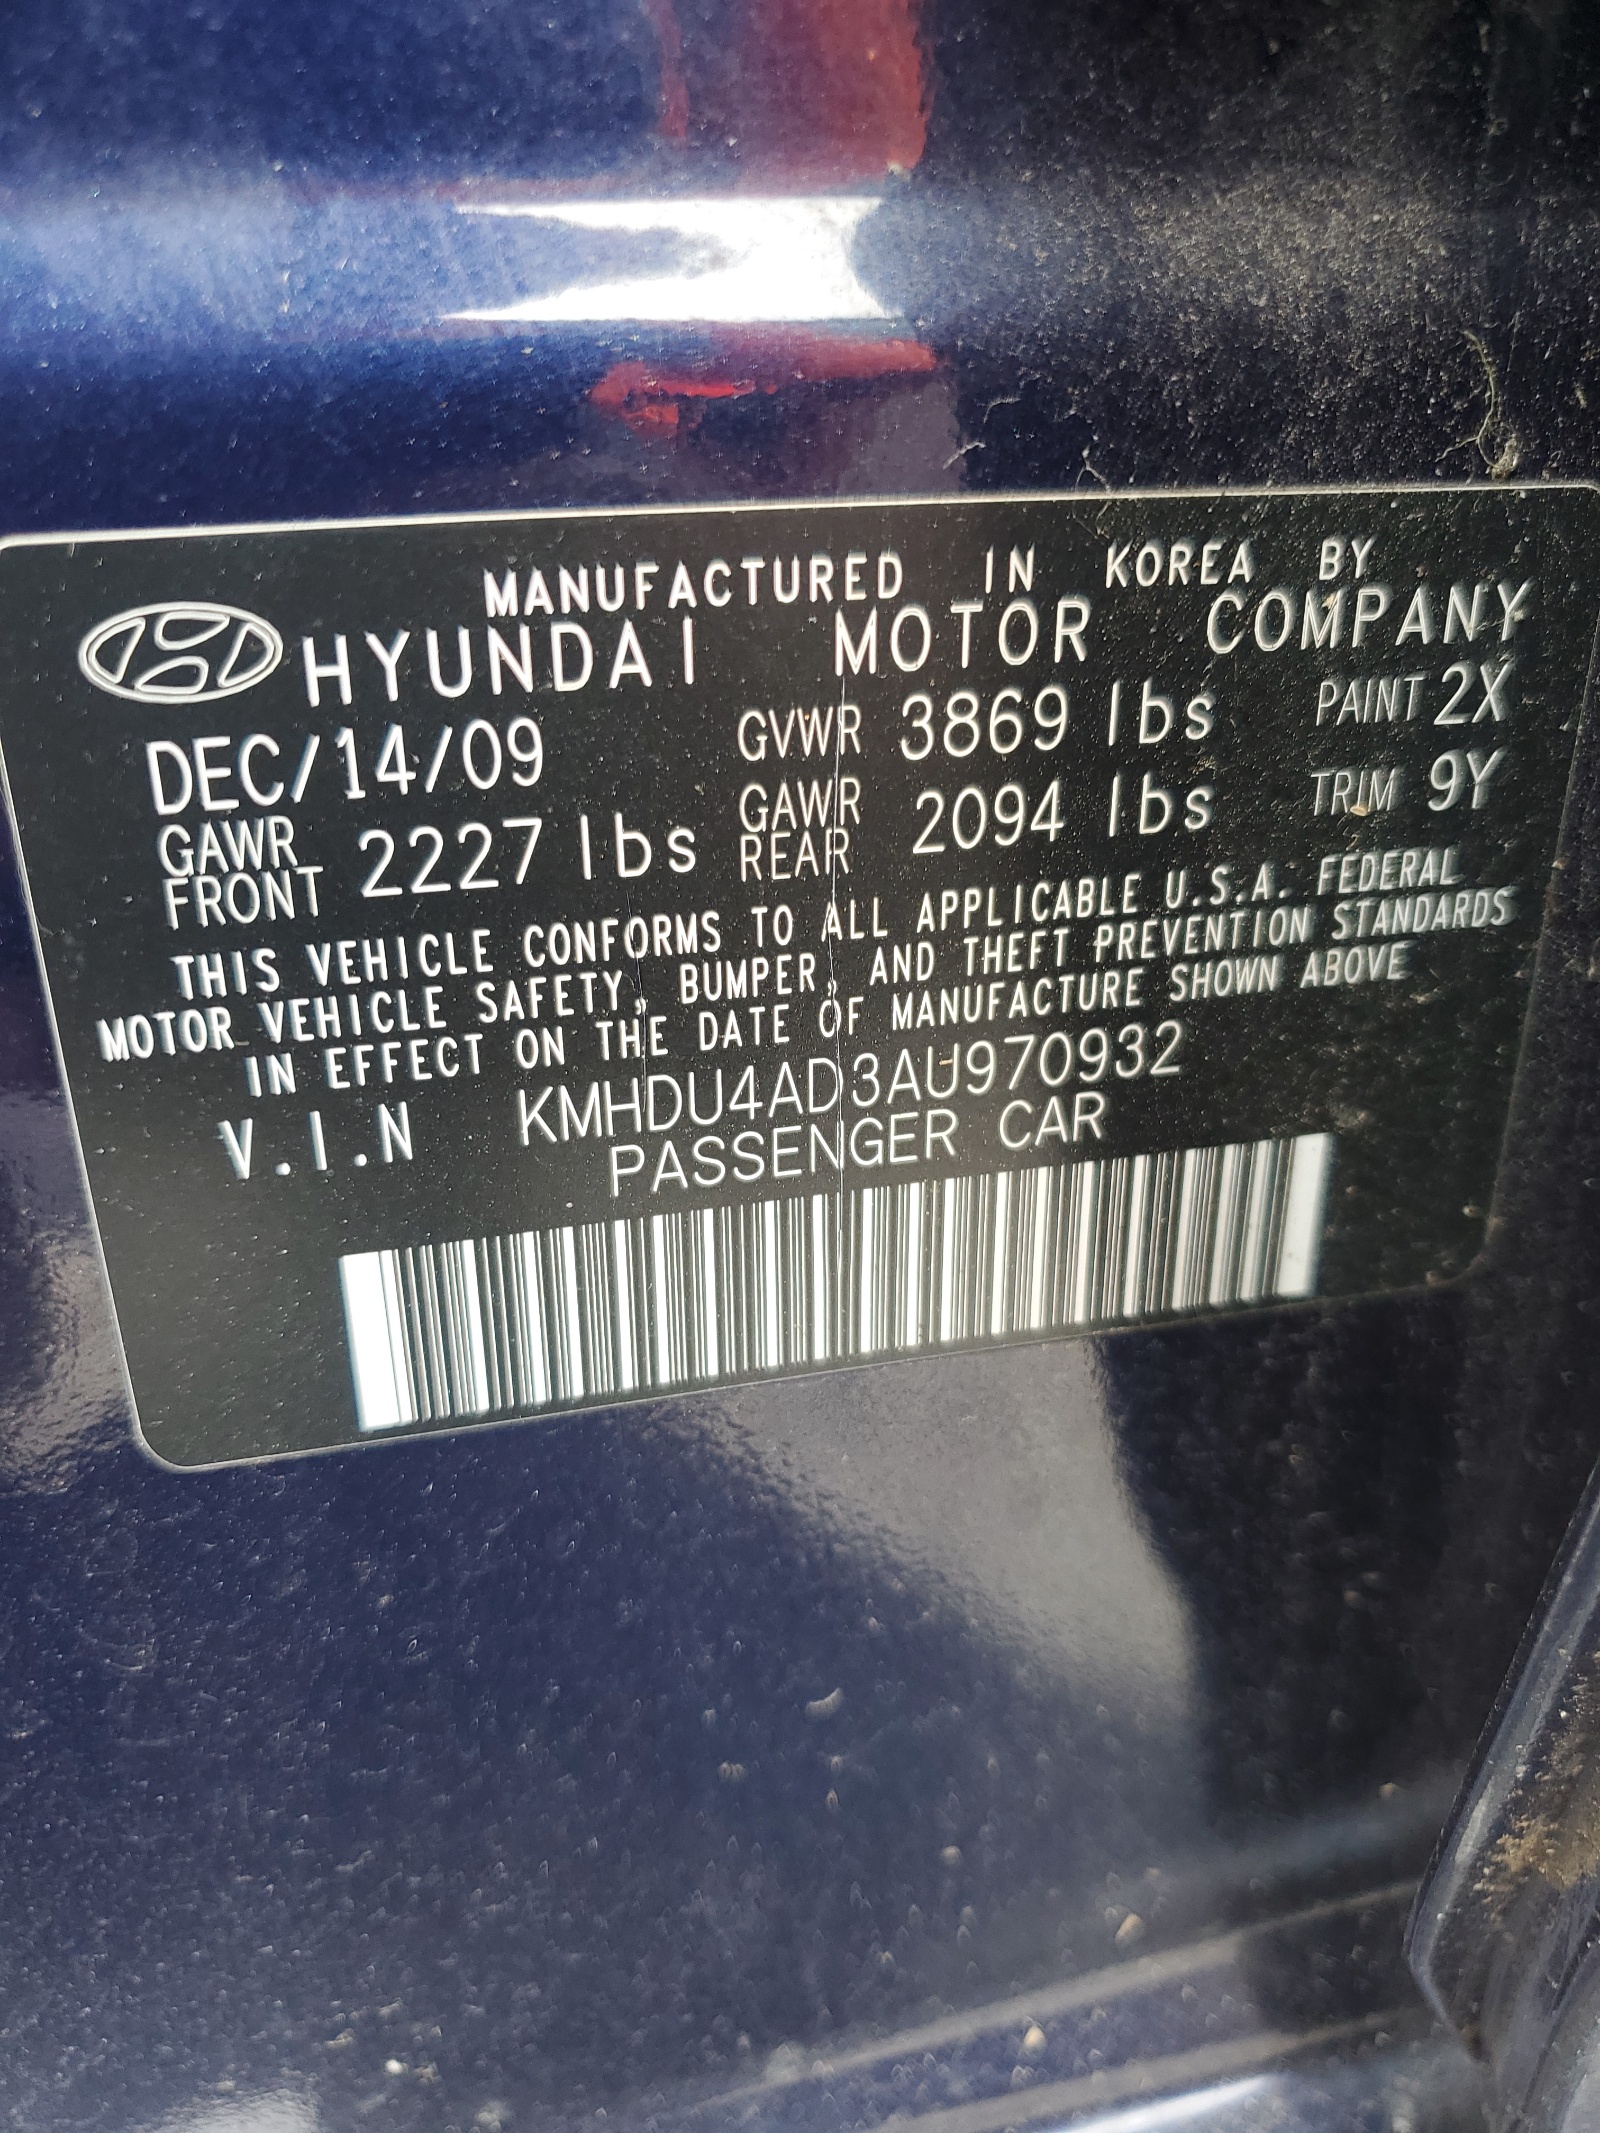 MANUFACTURED IN KOREA BY
HYUNDAI MOTOR COMPANY
DEC/14/09 GVWR 3869 lbs PAINT 2X
GAWR FRONT 2227 lbs GAWR REAR 2094 lbs TRIM 9Y
THIS VEHICLE CONFORMS TO ALL APPLICABLE U.S.A. FEDERAL
MOTOR VEHICLE SAFETY, BUMPER, AND THEFT PREVENTION STANDARDS
IN EFFECT ON THE DATE OF MANUFACTURE SHOWN ABOVE
V.I.N KMHDU4AD3AU970932
PASSENGER CAR